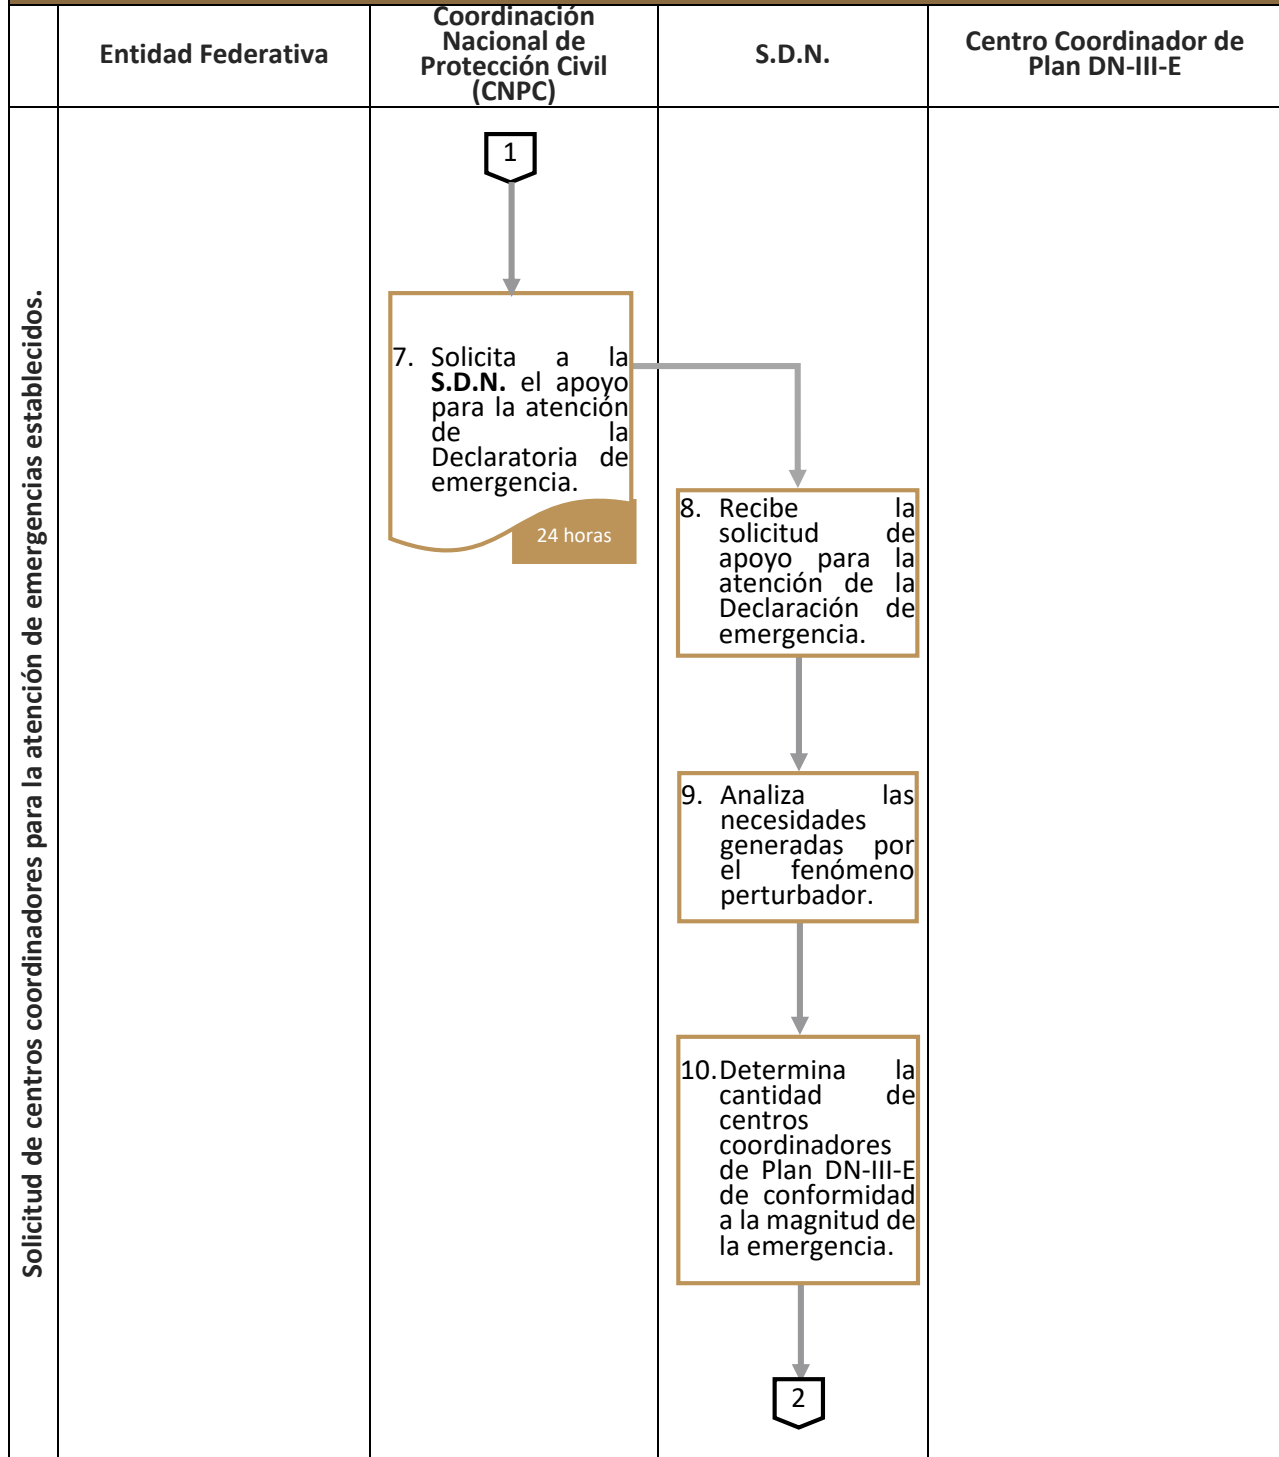 Entidad Federativa
Coordinación
Nacional de
Protección Civil
(CNPC)
S.D.N.
Centro Coordinador de
Plan DN-III-E
Solicitud de centros coordinadores para la atención de emergencias establecidos.
1
7. Solicita a la
S.D.N. el apoyo
para la atención
de la
Declaratoria de
emergencia.
24 horas
8. Recibe la
solicitud de
apoyo para la
atención de la
Declaración de
emergencia.
9. Analiza las
necesidades
generadas por
el fenómeno
perturbador.
10.Determina la
cantidad de
centros
coordinadores
de Plan DN-III-E
de conformidad
a la magnitud de
la emergencia.
2